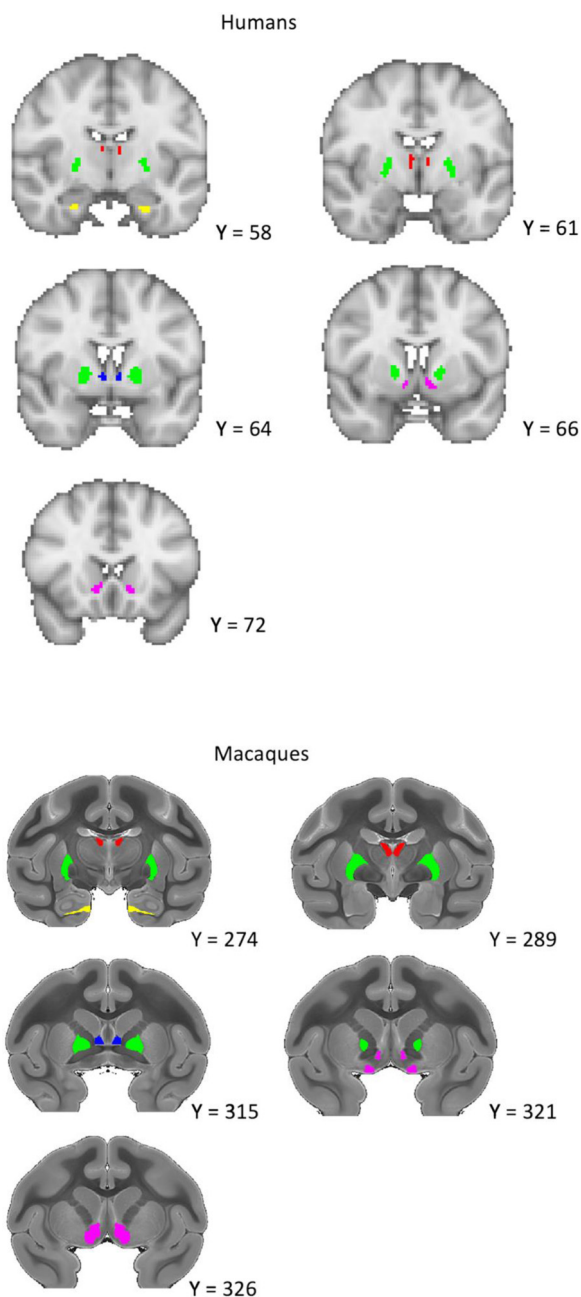 Humans
Y = 58
Y = 61
Y = 64
Y = 66
Y = 72
Macaques
Y = 274
Y = 289
Y = 315
Y = 321
Y = 326